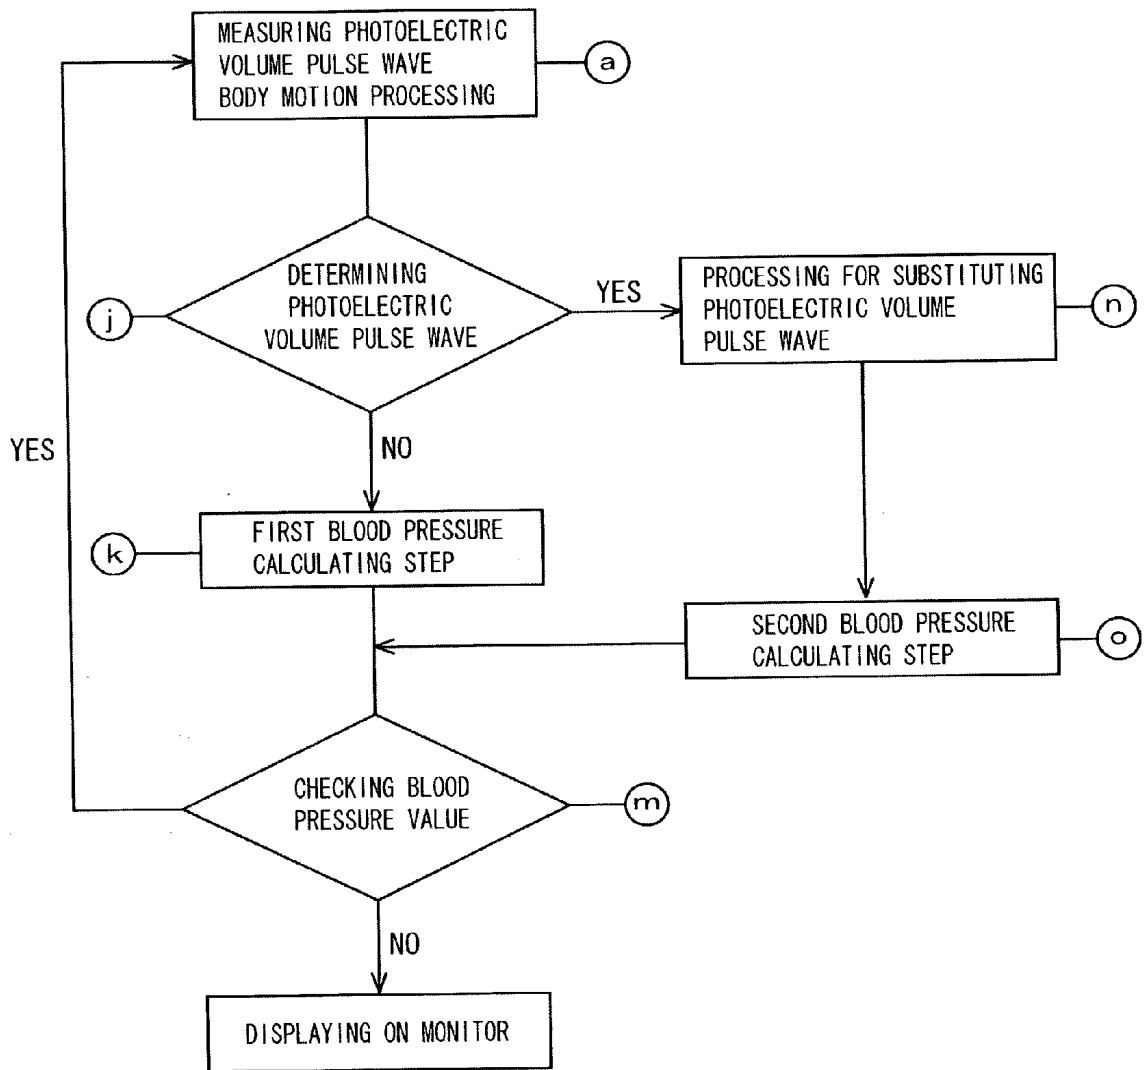 MEASURING PHOTOELECTRIC
VOLUME PULSE WAVE
BODY MOTION PROCESSING
a
DETERMINING
PHOTOELECTRIC
VOLUME PULSE WAVE
j
YES
PROCESSING FOR SUBSTITUTING
PHOTOELECTRIC VOLUME
PULSE WAVE
n
NO
YES
FIRST BLOOD PRESSURE
CALCULATING STEP
k
SECOND BLOOD PRESSURE
CALCULATING STEP
o
CHECKING BLOOD
PRESSURE VALUE
m
NO
DISPLAYING ON MONITOR